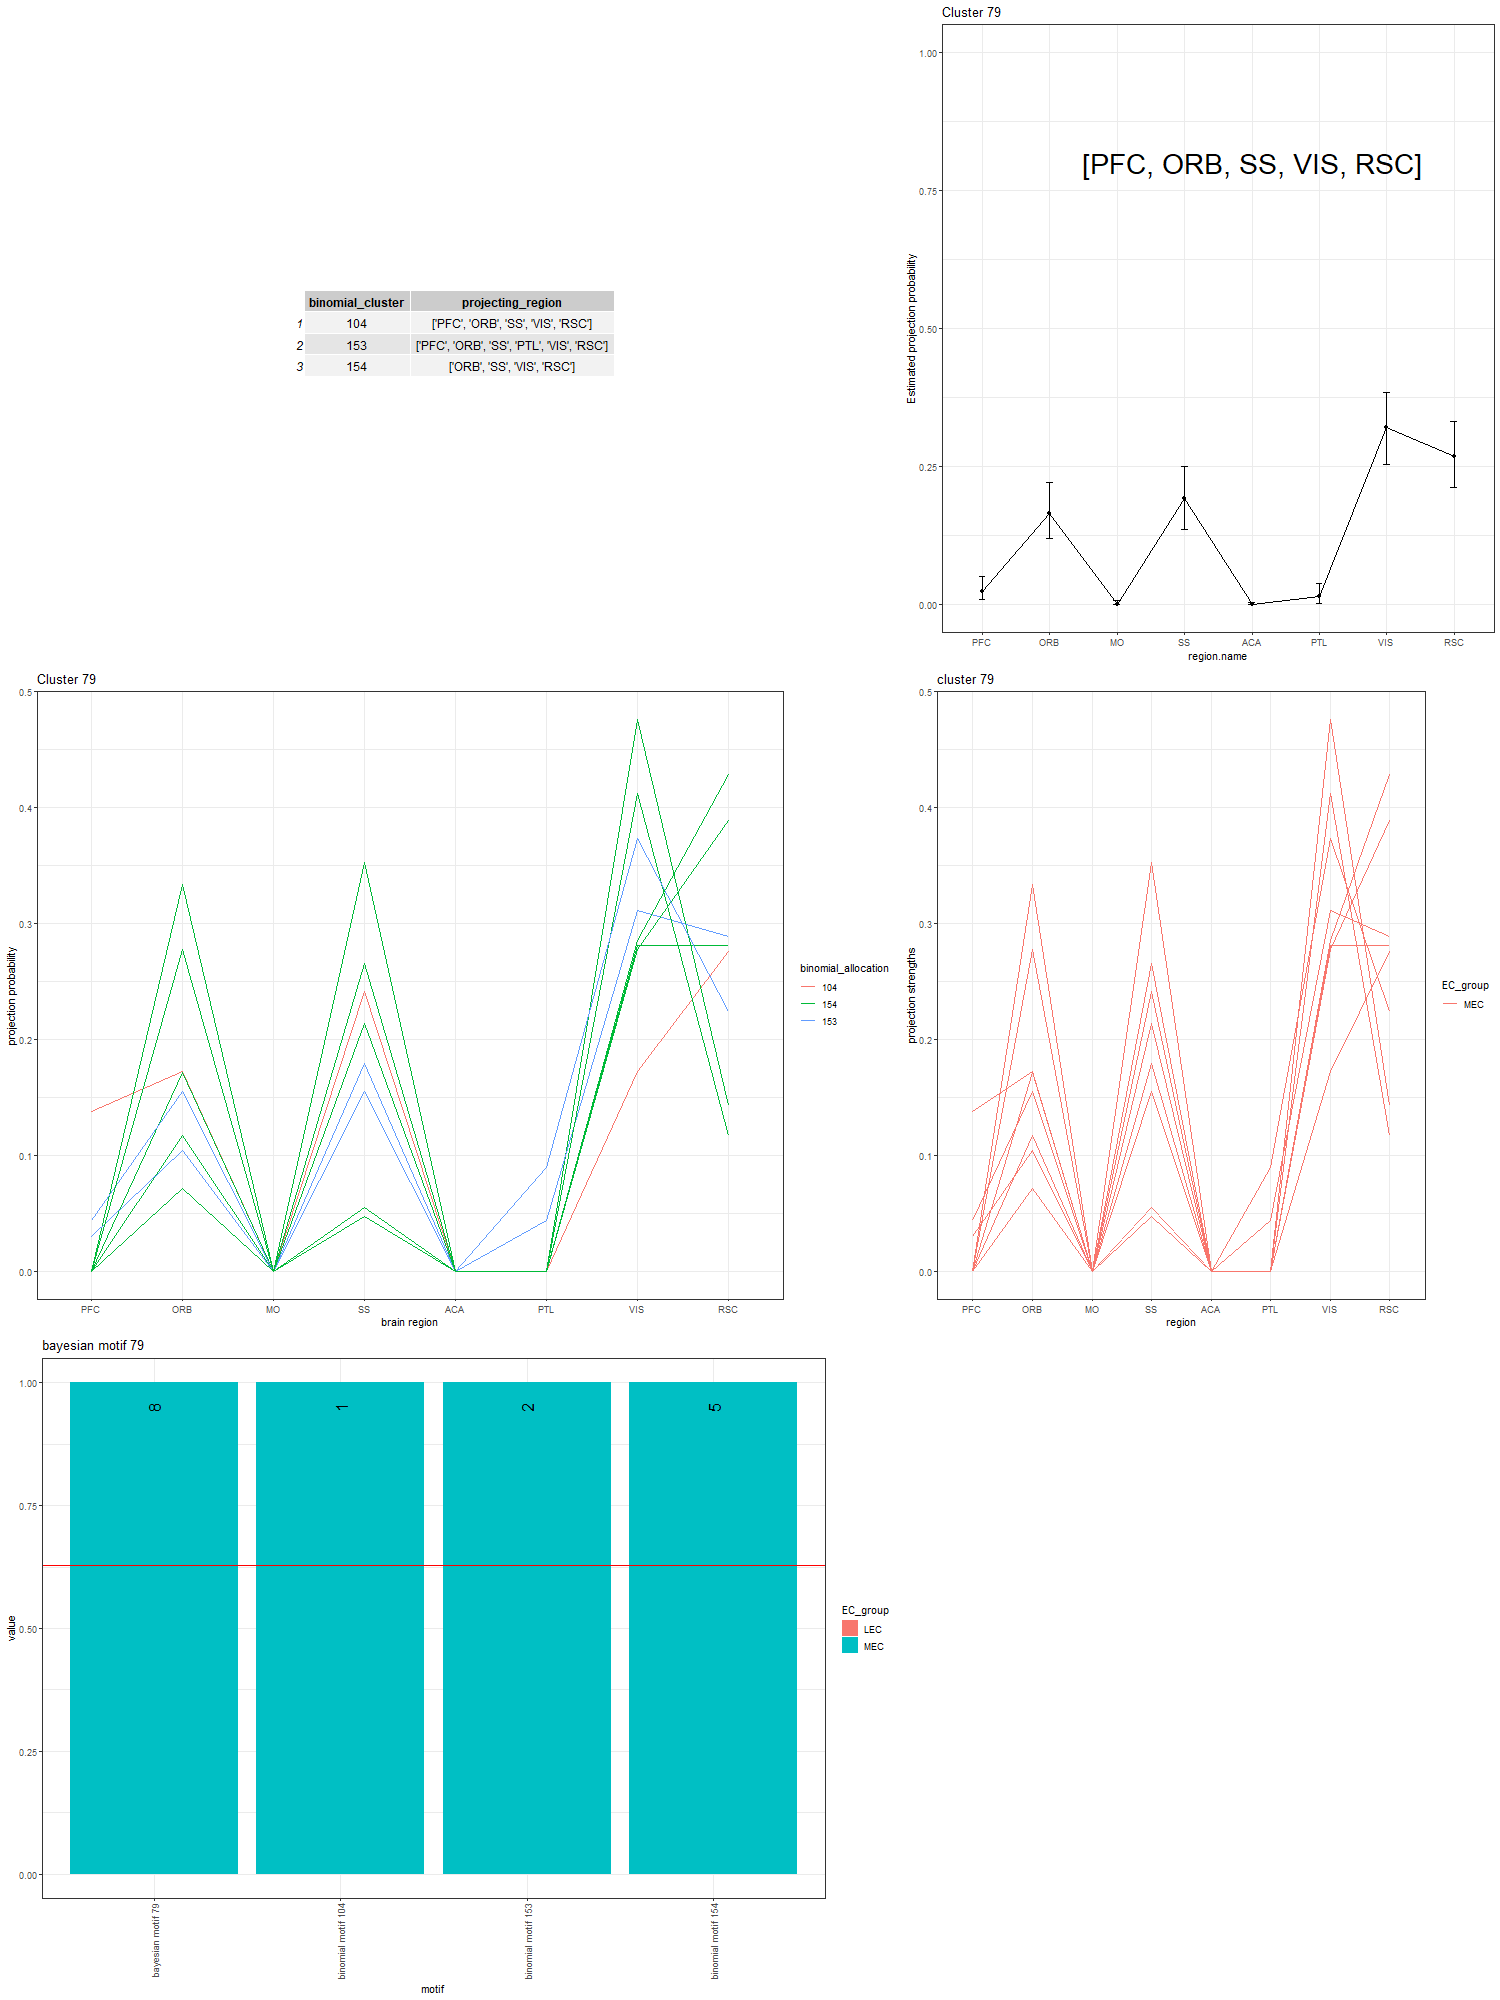 Cluster 79
1.00
0.75
0.50
0.25
0.00
Estimated projection probability
[PFC, ORB, SS, VIS, RSC]
PFC ORB MO SS ACA PTL VIS RSC
region.name
binomial_cluster projecting_region
1 104 ['PFC', 'ORB', 'SS', 'VIS', 'RSC']
2 153 ['PFC', 'ORB', 'SS', 'PTL', 'VIS', 'RSC']
3 154 ['ORB', 'SS', 'VIS', 'RSC']
Cluster 79
0.5
0.4
0.3
0.2
0.1
0.0
projection probability
PFC ORB MO SS ACA PTL VIS RSC
brain region
binomial_allocation
104
154
153
cluster 79
0.5
0.4
0.3
0.2
0.1
0.0
projection strengths
PFC ORB MO SS ACA PTL VIS RSC
region
EC_group
MEC
bayesian motif 79
1.00
0.75
0.50
0.25
0.00
value
8 1 2 5
bayesian motif 79
binomial motif 104
binomial motif 153
binomial motif 154
motif
EC_group
LEC
MEC